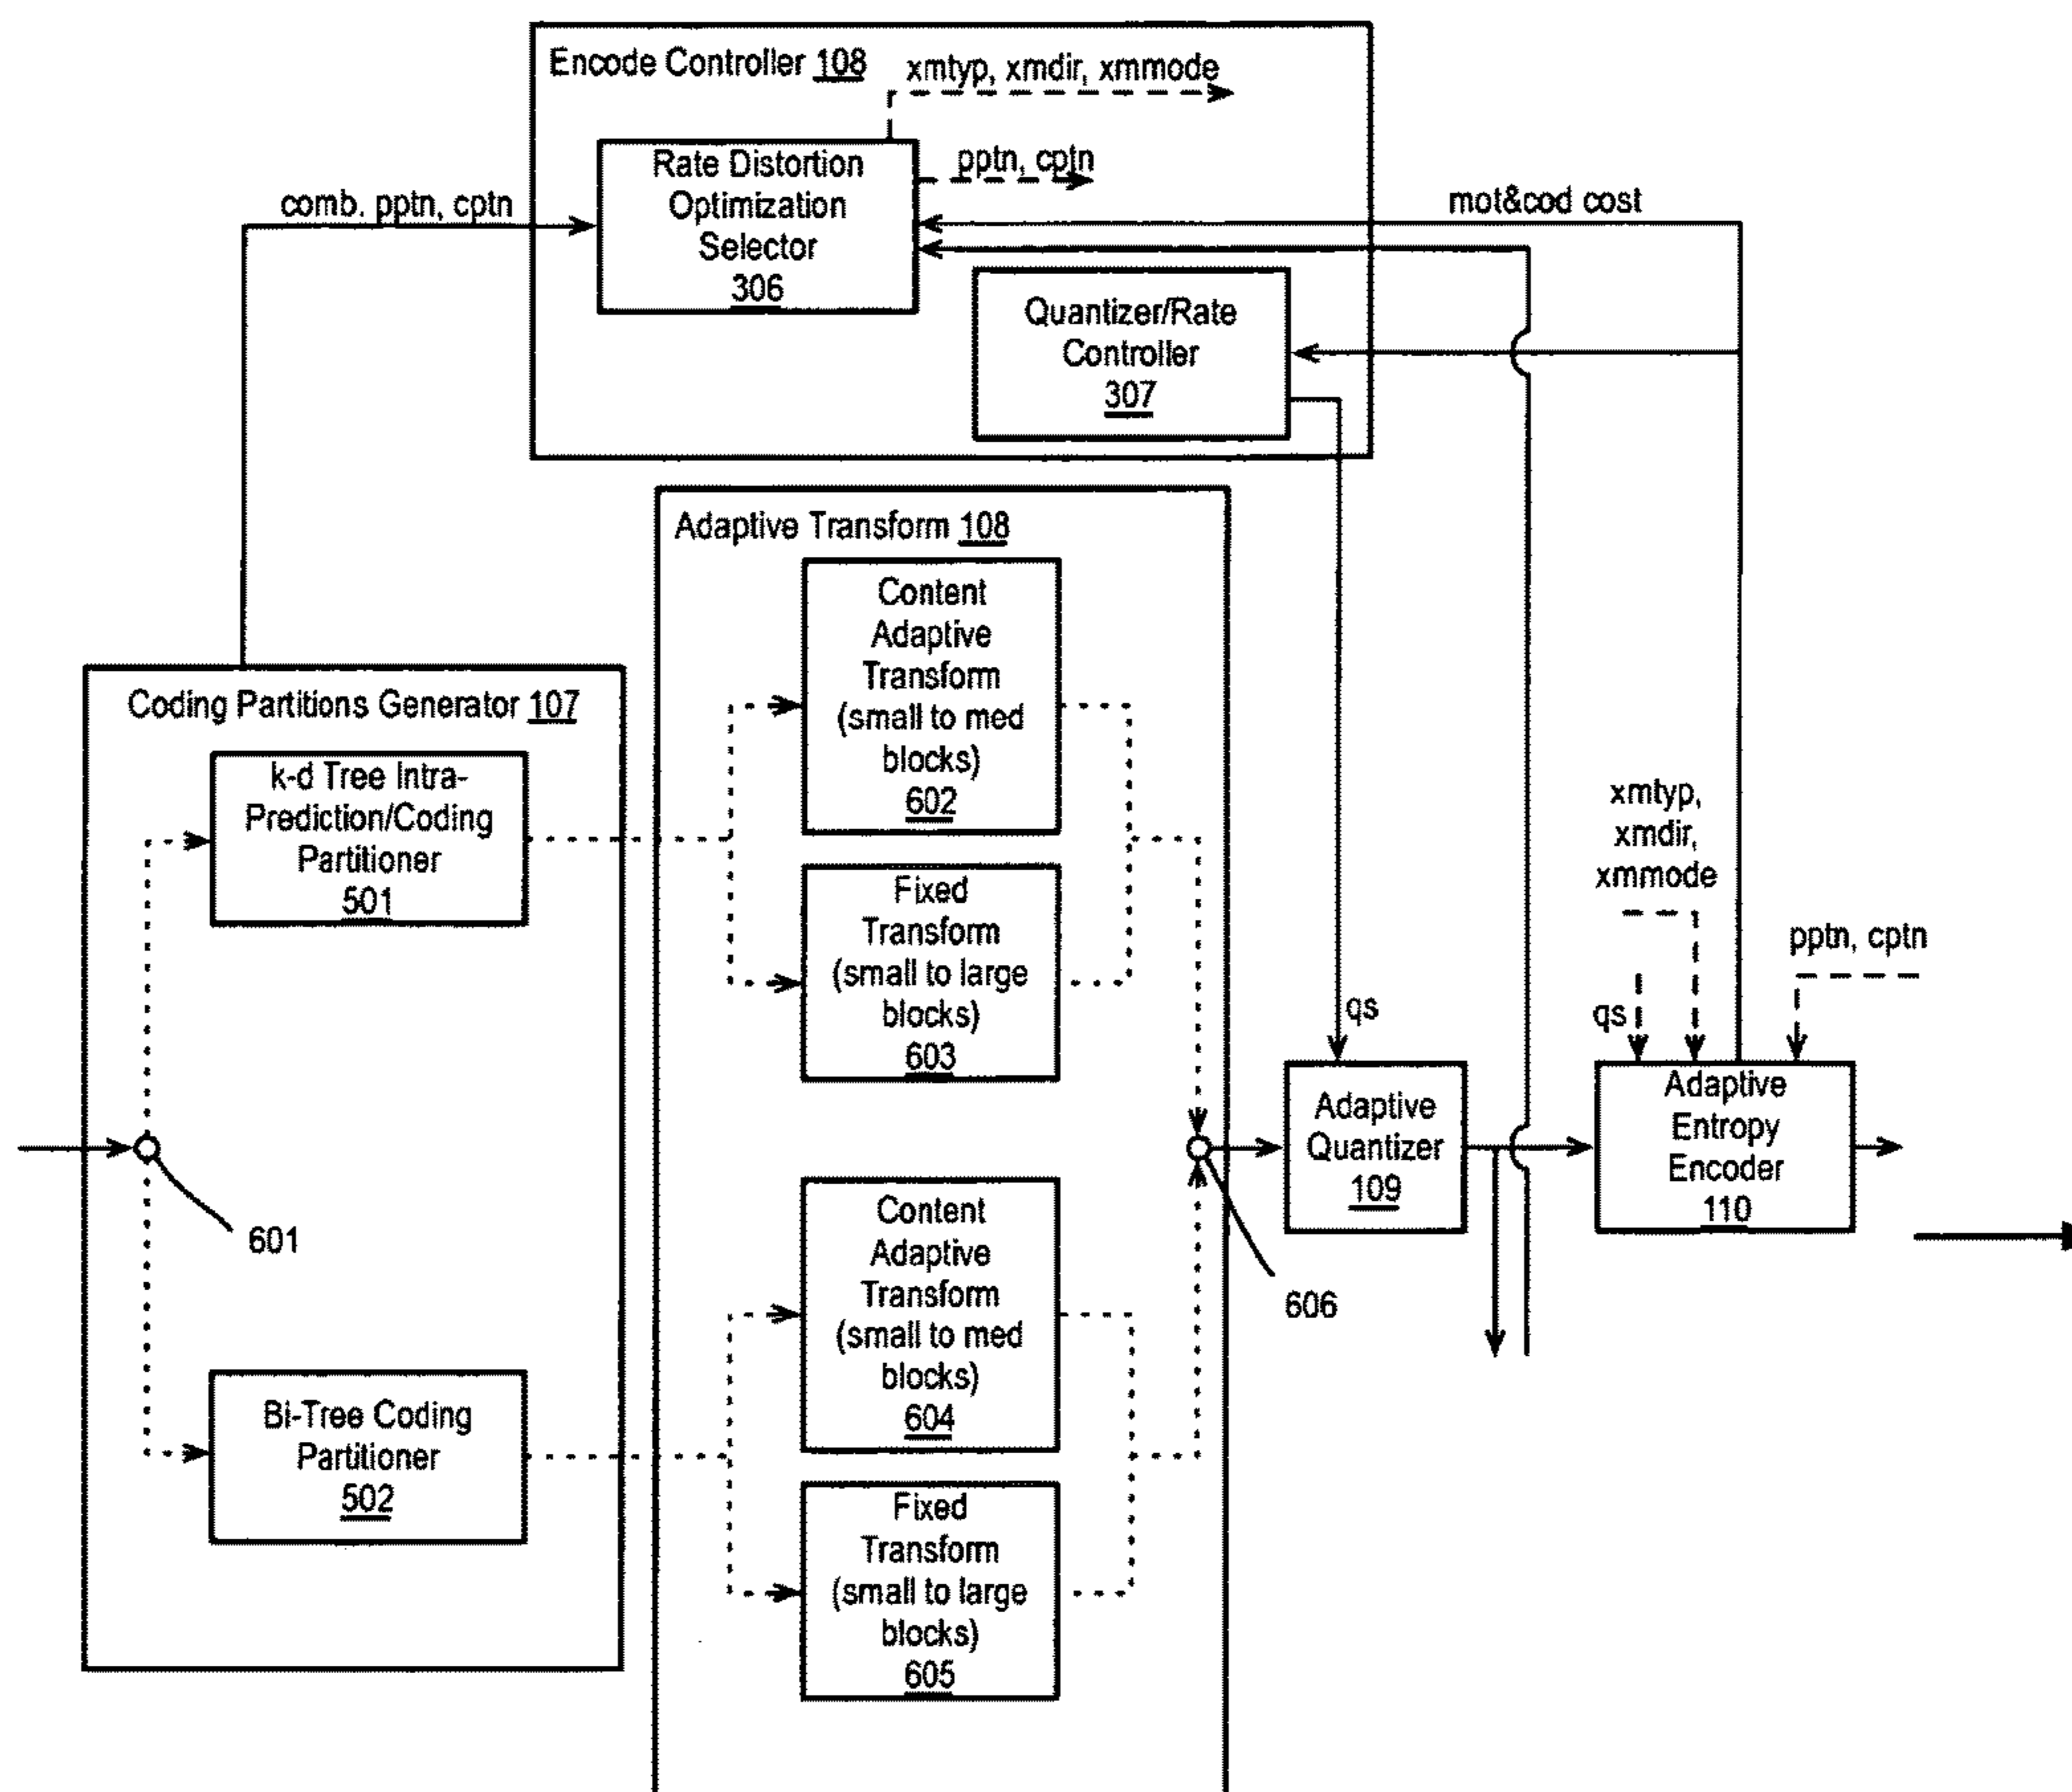 Encode Controller 108
xmtyp, xmdir, xmmode
Rate Distortion
Optimization
Selector
306
pptn, cptn
comb. pptn, cptn
mot&cod cost
Quantizer/Rate
Controller
307
Adaptive Transform 108
Content
Adaptive
Transform
(small to med
blocks)
602
Coding Partitions Generator 107
k-d Tree Intra-
Prediction/Coding
Partitioner
501
Fixed
Transform
(small to large
blocks)
603
xmtyp,
xmdir,
xmmode
pptn, cptn
qs
qs
Adaptive
Quantizer
109
Adaptive
Entropy
Encoder
110
601
606
Content
Adaptive
Transform
(small to med
blocks)
604
Bi-Tree Coding
Partitioner
502
Fixed
Transform
(small to large
blocks)
605